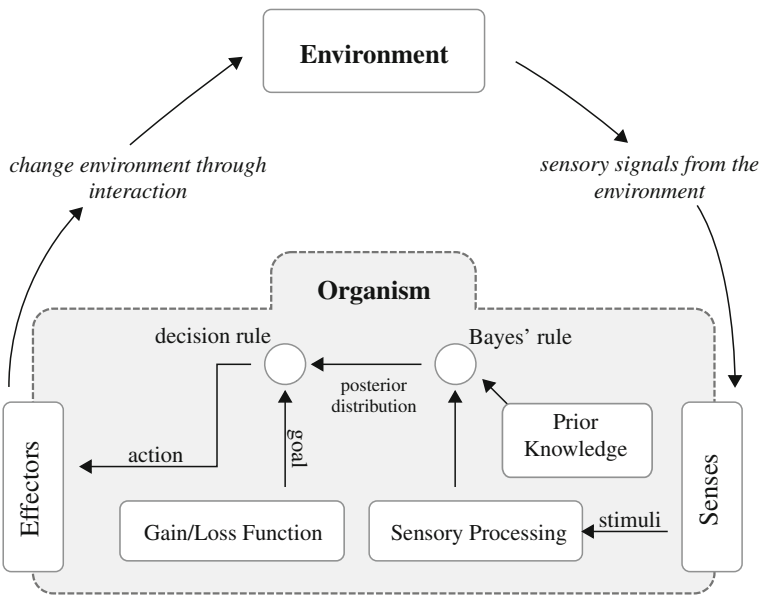 Environment
change environment through
interaction
sensory signals from the
environment
Organism
decision rule
Bayes’ rule
posterior
distribution
Prior
Knowledge
goal
action
Effectors
Senses
Gain/Loss Function
Sensory Processing
stimuli